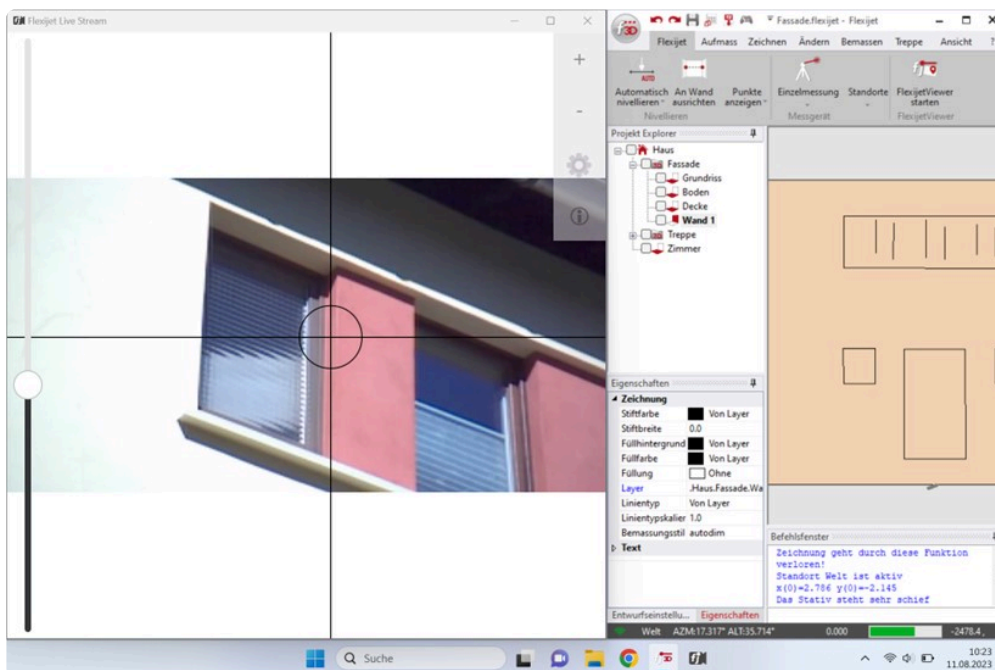 Flexijet Live Stream
+
-
f3D
Fassade.flexijet - Flexijet
Flexijet Aufmass Zeichnen Ändern Bemassen Treppe Ansicht
AUTO
Automatisch nivellieren
An Wand ausrichten
Punkte anzeigen
Einzelmessung
Standorte
FlexijetViewer starten
Nivellieren
Messgerät
FlexijetViewer
Projekt Explorer
Haus
Fassade
Grundriss
Boden
Decke
Wand 1
Treppe
Zimmer
Eigenschaften
Zeichnung
Stiftfarbe Von Layer
Stiftbreite 0.0
Füllhintergrund Von Layer
Füllfarbe Von Layer
Füllung Ohne
Layer .Haus.Fassade.Wa
Linientyp Von Layer
Linientypskalier 1.0
Bemassungsstil autodim
Text
Entwurfseinstellu... Eigenschaften
Befehlsfenster
Zeichnung geht durch diese Funktion
verloren!
Standort Welt ist aktiv
x(0)=2.786 y(0)=-2.145
Das Stativ steht sehr schief
Welt AZM:17.317° ALT:35.714° 0.000 -2478.4 ,
Suche
10:23
11.08.2023